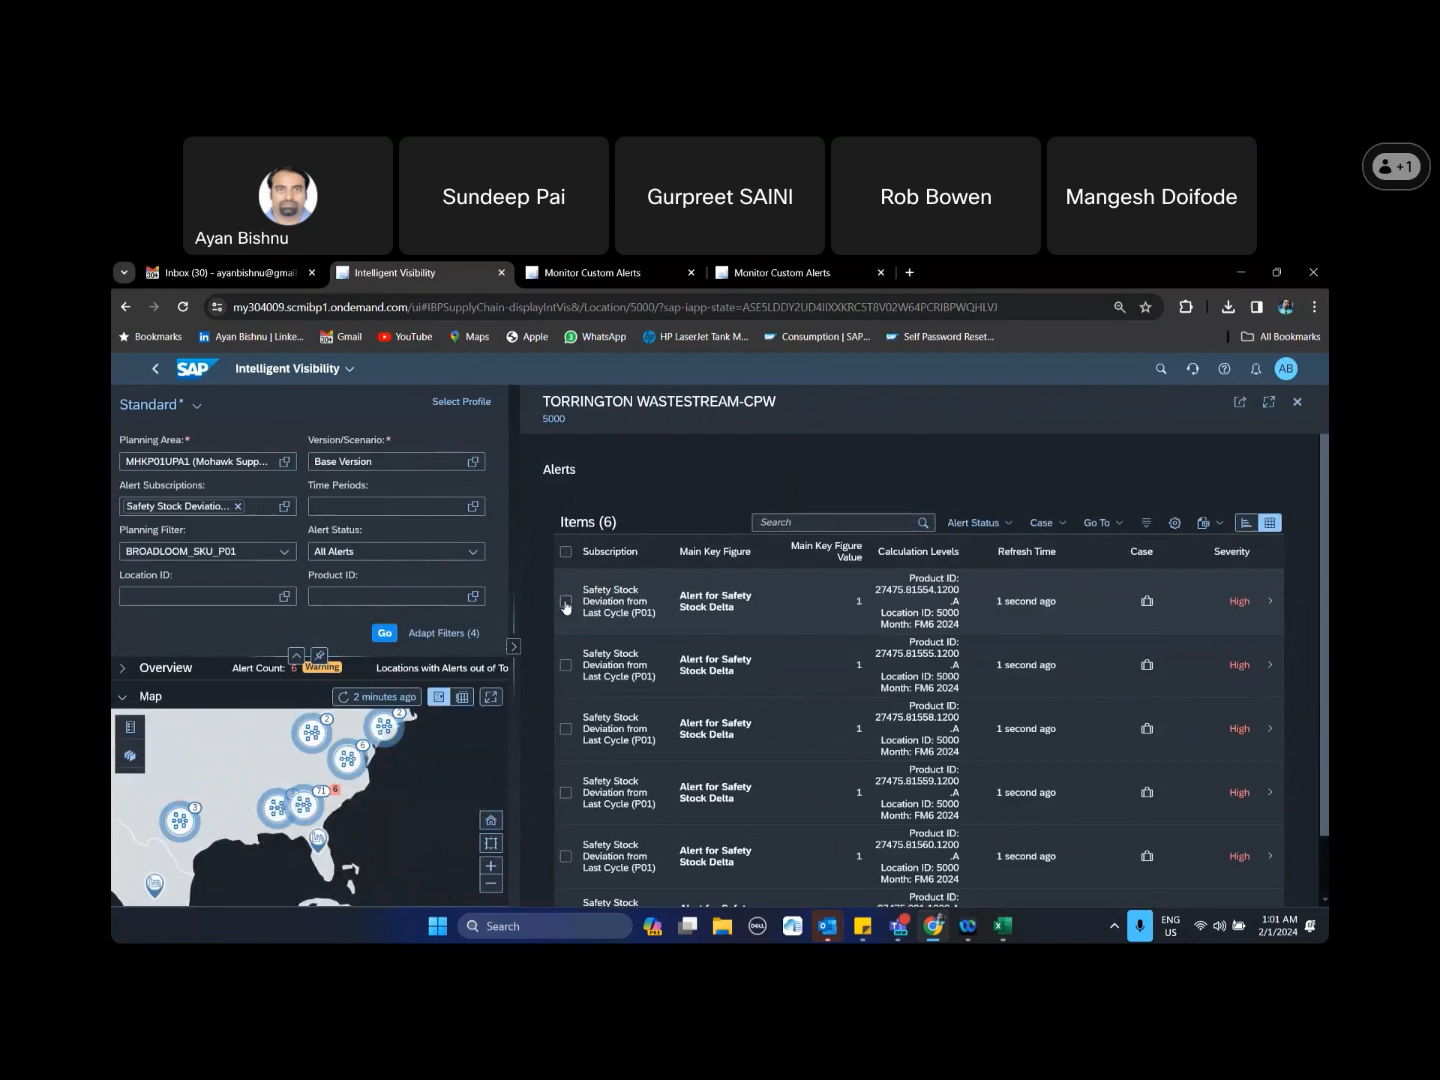 +1
Sundeep Pai
Gurpreet SAINI
Rob Bowen
Mangesh Doifode
Ayan Bishnu
Inbox (30) - ayanbishnu@gmai
Intelligent Visibility
Monitor Custom Alerts
Monitor Custom Alerts
my304009.scmibp1.ondemand.com/ui#IBPSupplyChain-displayIntVis&/Location/5000/?sap-iapp-state=ASE5LDDY2UD4IIXXKRC5T8V02W64PCRIBPWQHLVJ
Bookmarks
Ayan Bishnu | Linke...
Gmail
YouTube
Maps
Apple
WhatsApp
HP LaserJet Tank M...
Consumption | SAP...
Self Password Reset...
All Bookmarks
SAP
Intelligent Visibility
AB
Standard*
Select Profile
Planning Area:*
Version/Scenario:*
MHKP01UPA1 (Mohawk Supp...
Base Version
Alert Subscriptions:
Time Periods:
Safety Stock Deviatio...
Planning Filter:
Alert Status:
BROADLOOM_SKU_P01
All Alerts
Location ID:
Product ID:
Go
Adapt Filters (4)
Overview
Alert Count: 6
Warning
Locations with Alerts out of To
Map
2 minutes ago
2
2
6
71
6
3
TORRINGTON WASTESTREAM-CPW
5000
Alerts
Items (6)
Search
Alert Status
Case
Go To
Subscription
Main Key Figure
Main Key Figure
Value
Calculation Levels
Refresh Time
Case
Severity
Safety Stock
Deviation from
Last Cycle (P01)
Alert for Safety
Stock Delta
1
Product ID:
27475.81554.1200
.A
Location ID: 5000
Month: FM6 2024
1 second ago
High
Safety Stock
Deviation from
Last Cycle (P01)
Alert for Safety
Stock Delta
1
Product ID:
27475.81555.1200
.A
Location ID: 5000
Month: FM6 2024
1 second ago
High
Safety Stock
Deviation from
Last Cycle (P01)
Alert for Safety
Stock Delta
1
Product ID:
27475.81558.1200
.A
Location ID: 5000
Month: FM6 2024
1 second ago
High
Safety Stock
Deviation from
Last Cycle (P01)
Alert for Safety
Stock Delta
1
Product ID:
27475.81559.1200
.A
Location ID: 5000
Month: FM6 2024
1 second ago
High
Safety Stock
Deviation from
Last Cycle (P01)
Alert for Safety
Stock Delta
1
Product ID:
27475.81560.1200
.A
Location ID: 5000
Month: FM6 2024
1 second ago
High
Safety Stock
Product ID:
Search
DELL
ENG
US
1:01 AM
2/1/2024